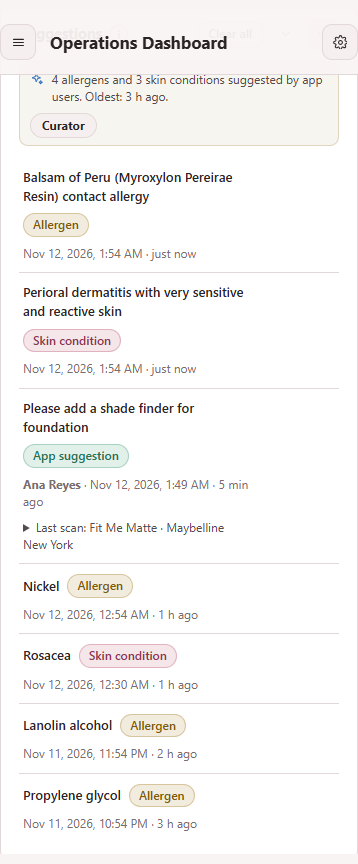 Operations Dashboard
4 allergens and 3 skin conditions suggested by app
users. Oldest: 3 h ago.
Curator
Balsam of Peru (Myroxylon Pereirae
Resin) contact allergy
Allergen
Nov 12, 2026, 1:54 AM · just now
Perioral dermatitis with very sensitive
and reactive skin
Skin condition
Nov 12, 2026, 1:54 AM · just now
Please add a shade finder for
foundation
App suggestion
Ana Reyes · Nov 12, 2026, 1:49 AM · 5 min
ago
▶ Last scan: Fit Me Matte · Maybelline
New York
Nickel Allergen
Nov 12, 2026, 12:54 AM · 1 h ago
Rosacea Skin condition
Nov 12, 2026, 12:30 AM · 1 h ago
Lanolin alcohol Allergen
Nov 11, 2026, 11:54 PM · 2 h ago
Propylene glycol Allergen
Nov 11, 2026, 10:54 PM · 3 h ago